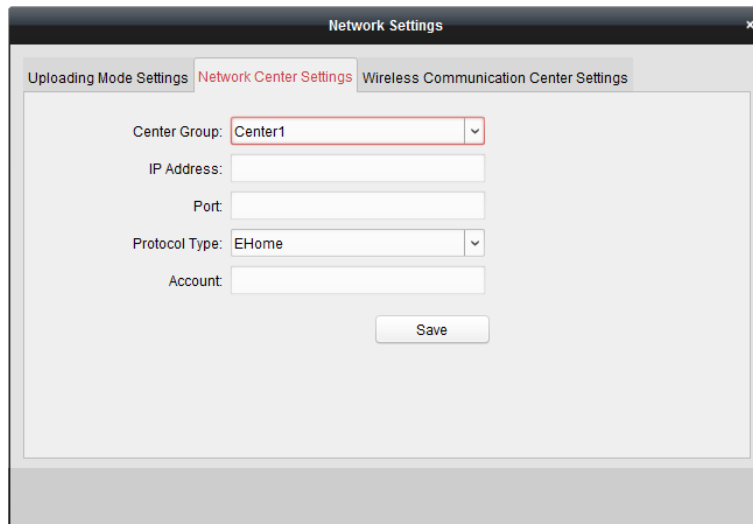 Network Settings
Uploading Mode Settings Network Center Settings Wireless Communication Center Settings
Center Group: Center1
IP Address:
Port:
Protocol Type: EHome
Account:
Save